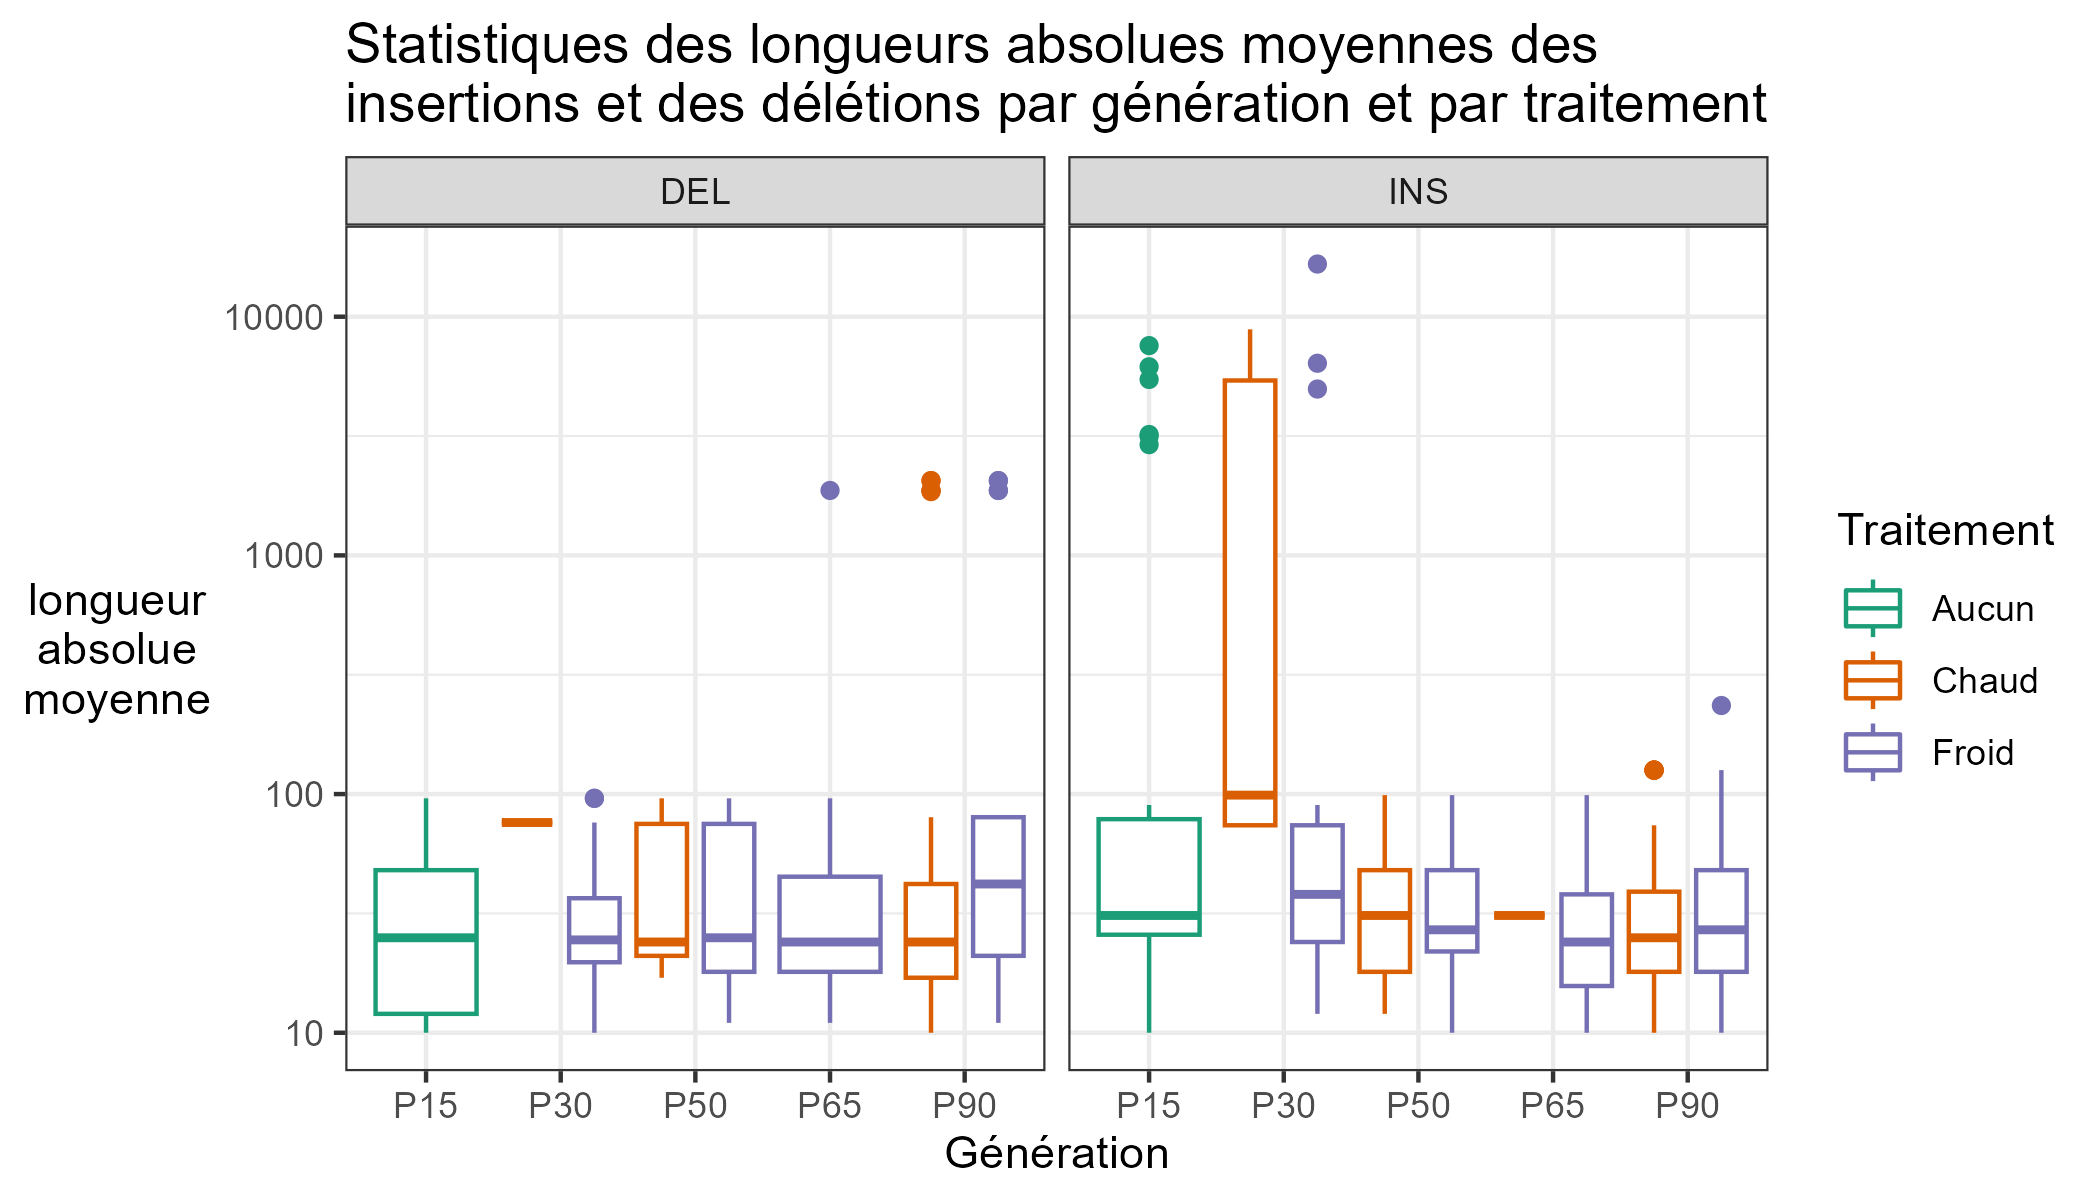 Statistiques des longueurs absolues moyennes des
insertions et des délétions par génération et par traitement
DEL
INS
10000
1000
100
10
longueur
absolue
moyenne
P15
P30
P50
P65
P90
P15
P30
P50
P65
P90
Génération
Traitement
Aucun
Chaud
Froid